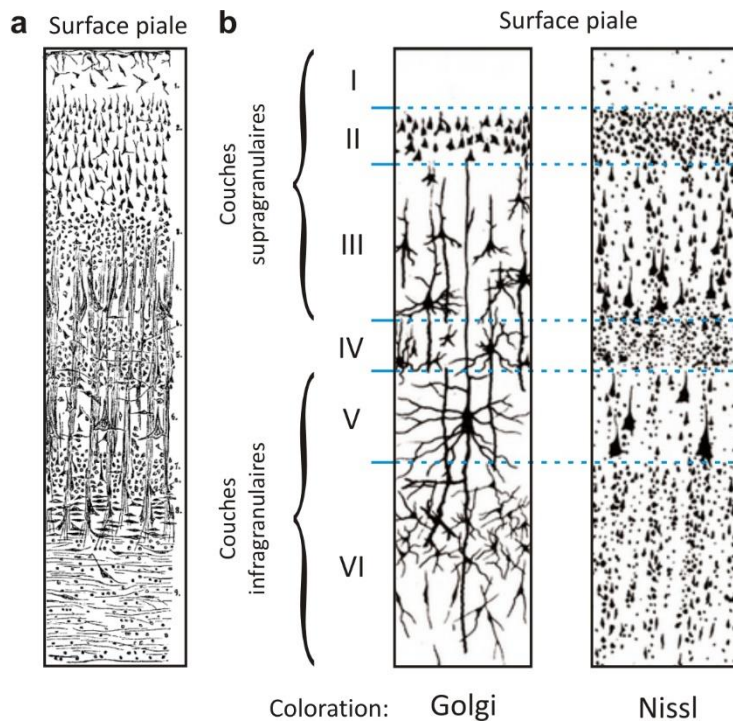 a Surface piale
b Surface piale
Couches
supragranulaires
Couches
infragranulaires
I
II
III
IV
V
VI
Coloration: Golgi Nissl